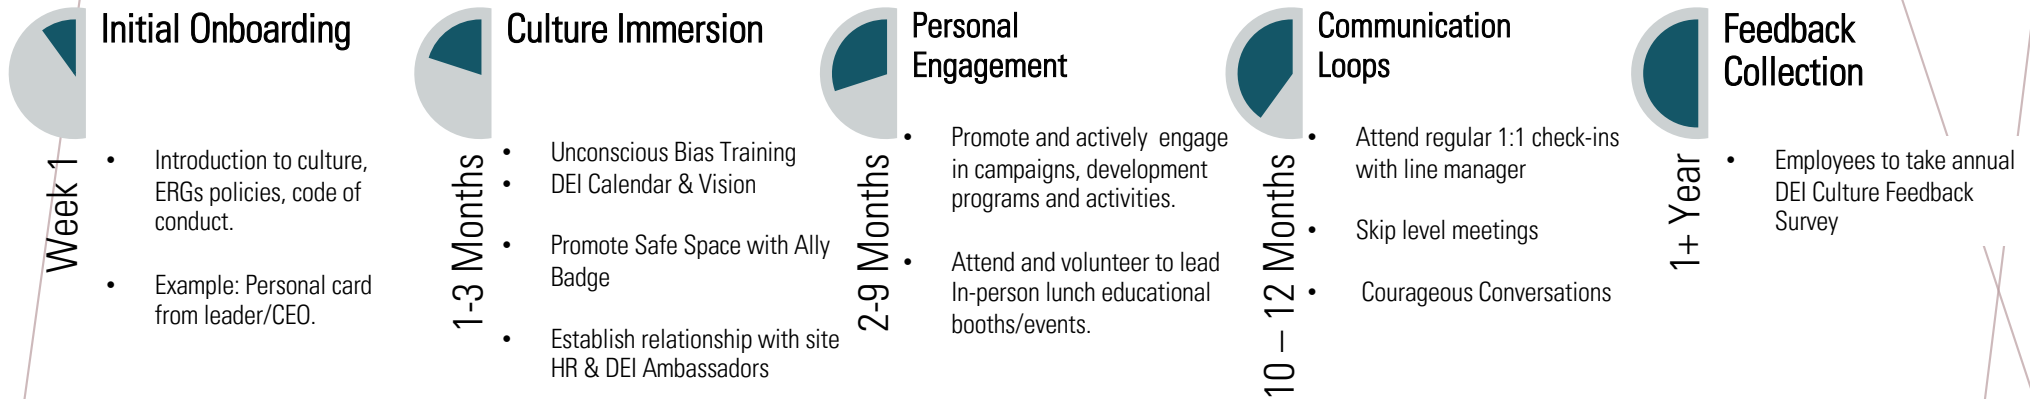 Initial Onboarding
Week 1
• Introduction to culture,
ERGs policies, code of
conduct.
• Example: Personal card
from leader/CEO.
Culture Immersion
1-3 Months
• Unconscious Bias Training
• DEI Calendar & Vision
• Promote Safe Space with Ally
Badge
• Establish relationship with site
HR & DEI Ambassadors
Personal
Engagement
2-9 Months
• Promote and actively engage
in campaigns, development
programs and activities.
• Attend and volunteer to lead
In-person lunch educational
booths/events.
Communication
Loops
10 – 12 Months
• Attend regular 1:1 check-ins
with line manager
• Skip level meetings
• Courageous Conversations
Feedback
Collection
1+ Year
• Employees to take annual
DEI Culture Feedback
Survey